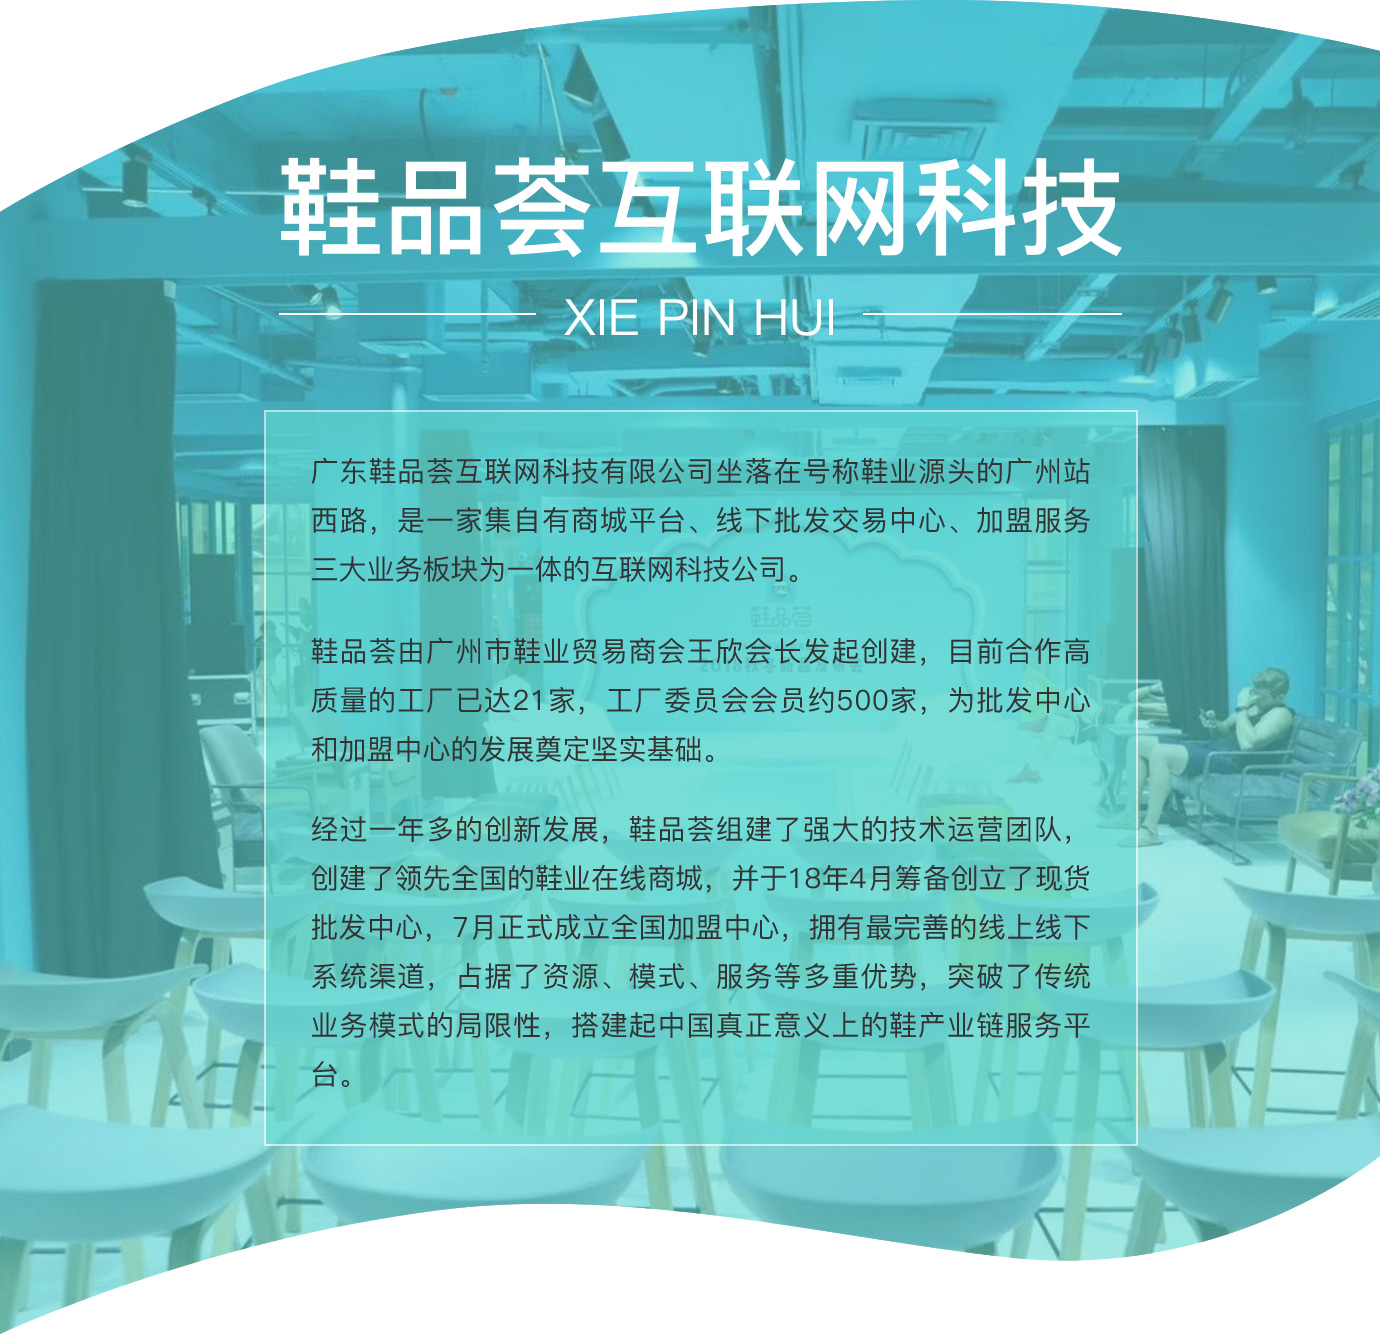 鞋品荟互联网科技
XIE PIN HUI
广东鞋品荟互联网科技有限公司坐落在号称鞋业源头的广州站
西路，是一家集自有商城平台、线下批发交易中心、加盟服务
三大业务板块为一体的互联网科技公司。
鞋品荟
鞋品荟由广州市鞋业贸易商会王欣会长发起创建，目前合作高
质量的工厂已达21家，工厂委员会会员约500家，为批发中心
和加盟中心的发展奠定坚实基础。
经过一年多的创新发展，鞋品荟组建了强大的技术运营团队，
创建了领先全国的鞋业在线商城，并于18年4月筹备创立了现货
批发中心，7月正式成立全国加盟中心，拥有最完善的线上线下
系统渠道，占据了资源、模式、服务等多重优势，突破了传统
业务模式的局限性，搭建起中国真正意义上的鞋产业链服务平
台。